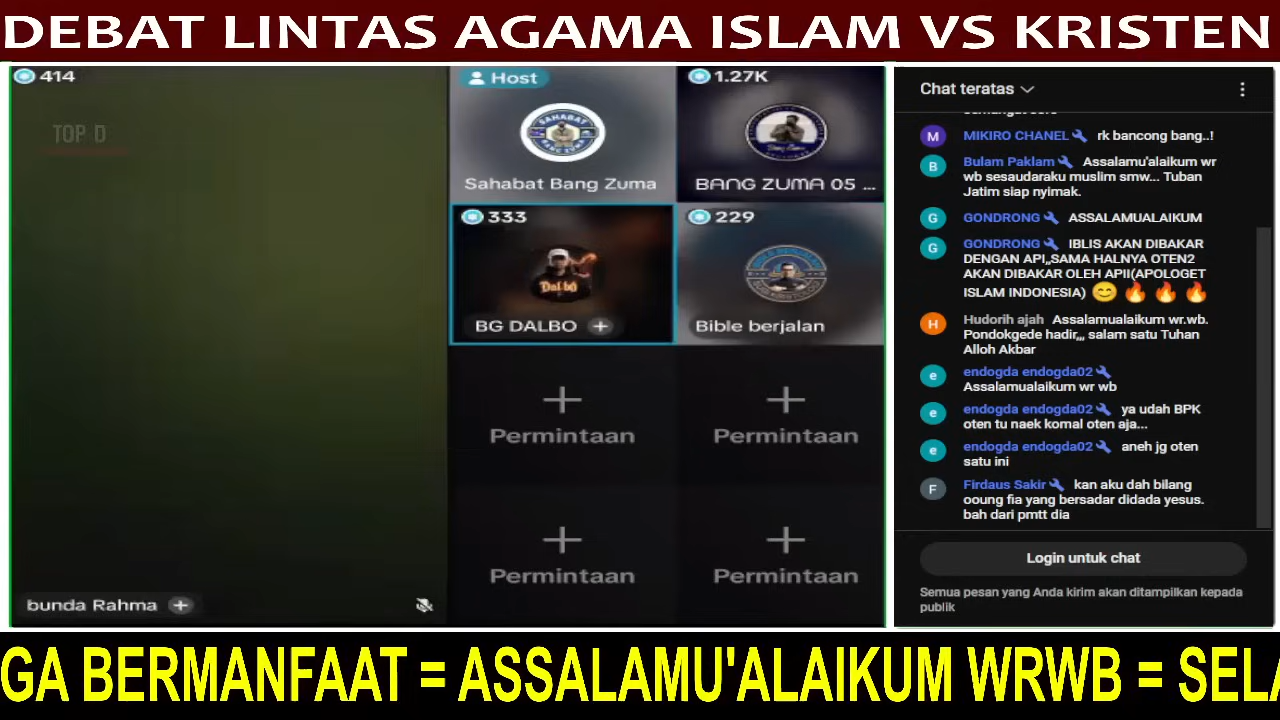 DEBAT LINTAS AGAMA ISLAM VS KRISTEN
414
TOP D
bunda Rahma
Host
Sahabat Bang Zuma
1.27K
BANG ZUMA 05 ...
333
Dal bo
BG DALBO
229
Bible berjalan
Permintaan
Permintaan
Permintaan
Permintaan
Chat teratas
MIKIRO CHANEL rk bancong bang..!
Bulam Paklam Assalamu'alaikum wr
wb sesaudaraku muslim smw... Tuban
Jatim siap nyimak.
GONDRONG ASSALAMUALAIKUM
GONDRONG IBLIS AKAN DIBAKAR
DENGAN API,,SAMA HALNYA OTEN2
AKAN DIBAKAR OLEH APII(APOLOGET
ISLAM INDONESIA) 😊 🔥 🔥 🔥
Hudorih ajah Assalamualaikum wr.wb.
Pondokgede hadir,,, salam satu Tuhan
Alloh Akbar
endogda endogda02
Assalamualaikum wr wb
endogda endogda02 ya udah BPK
oten tu naek komal oten aja...
endogda endogda02 aneh jg oten
satu ini
Firdaus Sakir kan aku dah bilang
ooung fia yang bersadar didada yesus.
bah dari pmtt dia
Login untuk chat
Semua pesan yang Anda kirim akan ditampilkan kepada
publik
GA BERMANFAAT = ASSALAMU'ALAIKUM WRWB = SELA